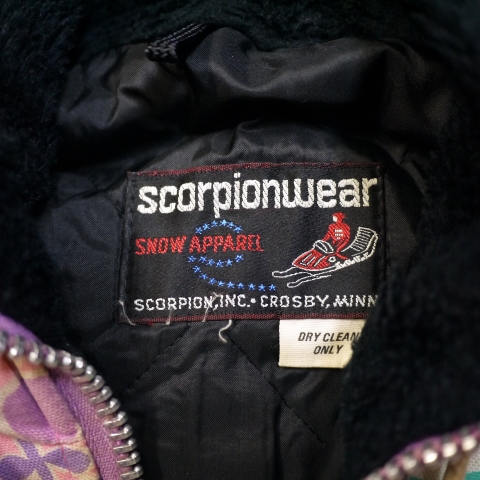 scorpionwear
SNOW APPAREL
SCORPION, INC. • CROSBY, MINN
DRY CLEAN
ONLY